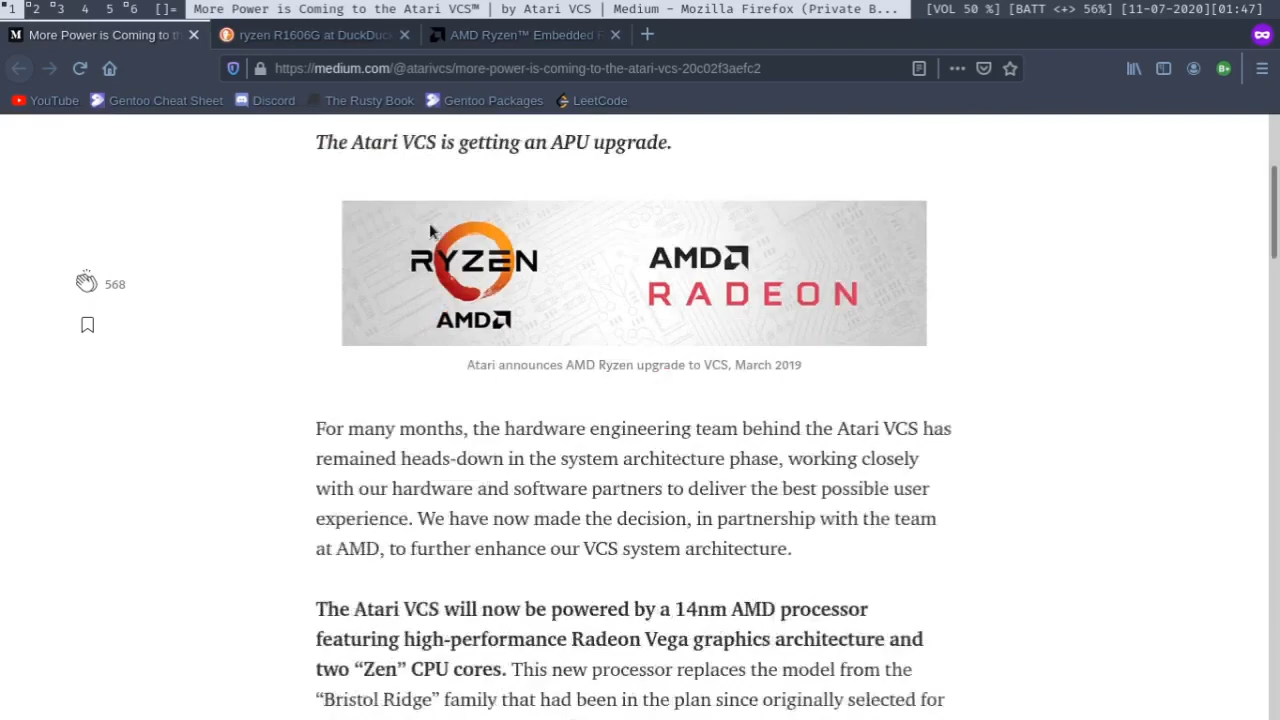 1 2 3 4 5 6 []= More Power is Coming to the Atari VCS™ | by Atari VCS | Medium - Mozilla Firefox (Private B... [VOL 50 %] [BATT <+> 56%] [11-07-2020][01:47]
M More Power is Coming to th ryzen R1606G at DuckDuc AMD Ryzen™ Embedded F
https://medium.com/@atarivcs/more-power-is-coming-to-the-atari-vcs-20c02f3aefc2
YouTube Gentoo Cheat Sheet Discord The Rusty Book Gentoo Packages LeetCode
The Atari VCS is getting an APU upgrade.
RYZEN
AMD
AMD
RADEON
568
Atari announces AMD Ryzen upgrade to VCS, March 2019
For many months, the hardware engineering team behind the Atari VCS has
remained heads-down in the system architecture phase, working closely
with our hardware and software partners to deliver the best possible user
experience. We have now made the decision, in partnership with the team
at AMD, to further enhance our VCS system architecture.
The Atari VCS will now be powered by a 14nm AMD processor
featuring high-performance Radeon Vega graphics architecture and
two “Zen” CPU cores. This new processor replaces the model from the
“Bristol Ridge” family that had been in the plan since originally selected for